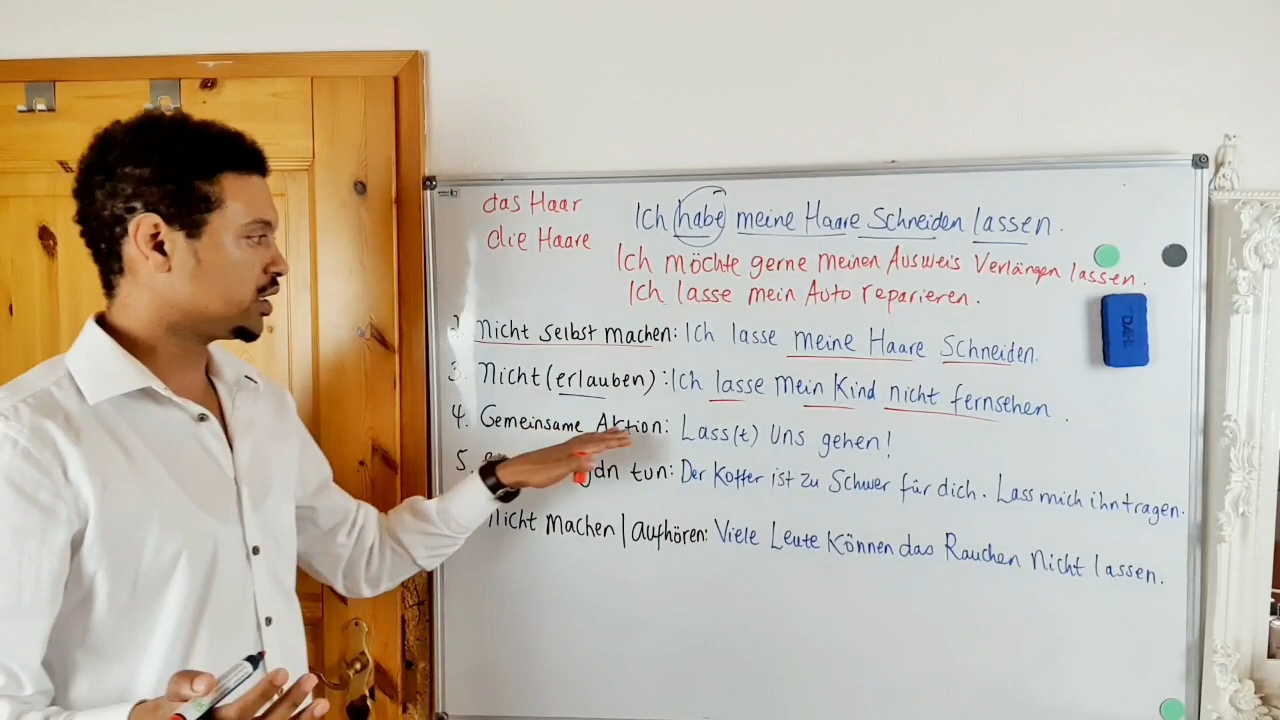 das Haar
die Haare
Ich habe meine Haare Schneiden lassen.
Ich möchte gerne meinen Ausweis Verlängen lassen.
Ich lasse mein Auto reparieren.
2. Nicht selbst machen: Ich lasse meine Haare Schneiden.
3. Nicht (erlauben): Ich lasse mein Kind nicht fernsehen.
4. Gemeinsame Aktion: Lass(t) Uns gehen!
5. jdn tun: Der Koffer ist zu Schwer für dich. Lass mich ihn tragen.
Nicht machen | aufhören: Viele Leute Können das Rauchen Nicht lassen.